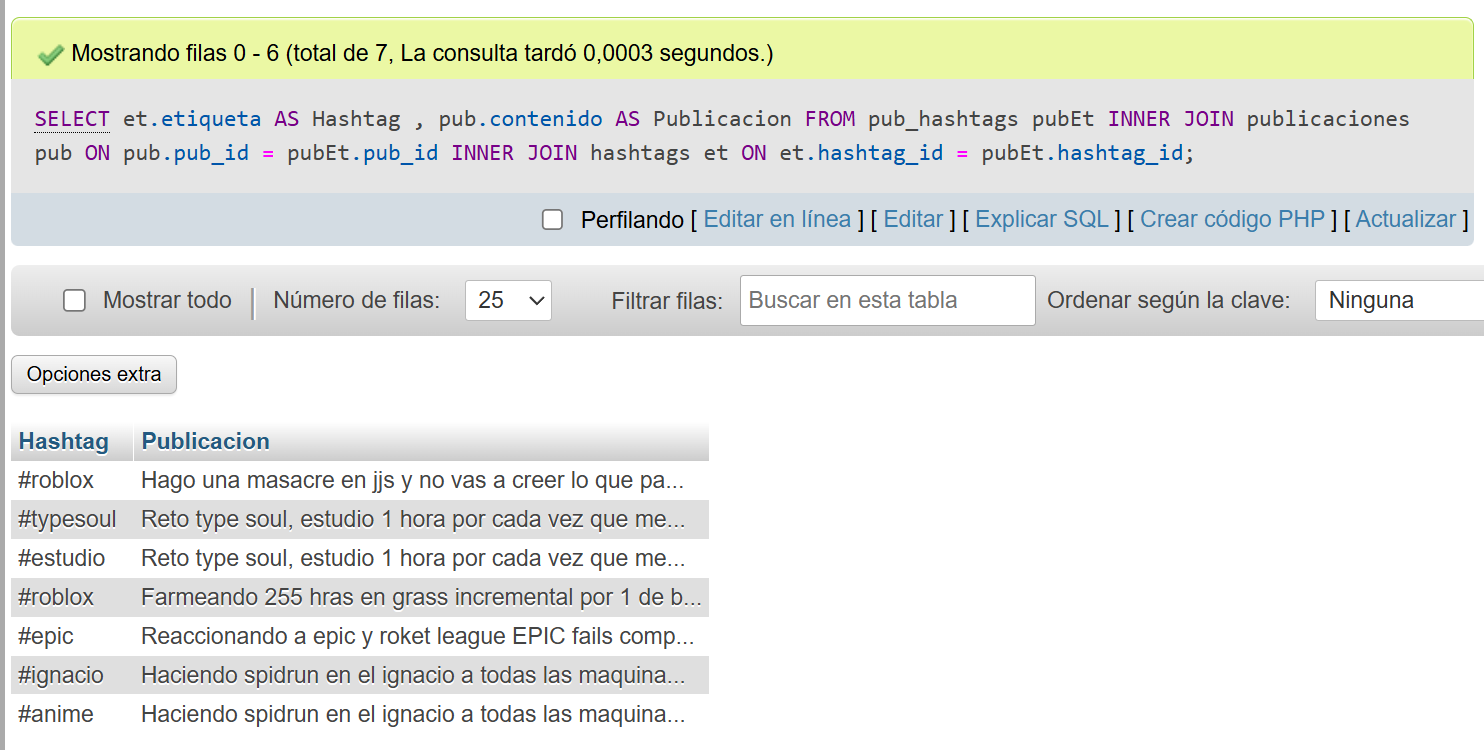 Mostrando filas 0 - 6 (total de 7, La consulta tardó 0,0003 segundos.)
SELECT et.etiqueta AS Hashtag , pub.contenido AS Publicacion FROM pub_hashtags pubEt INNER JOIN publicaciones
pub ON pub.pub_id = pubEt.pub_id INNER JOIN hashtags et ON et.hashtag_id = pubEt.hashtag_id;
Perfilando [ Editar en línea ] [ Editar ] [ Explicar SQL ] [ Crear código PHP ] [ Actualizar ]
Mostrar todo | Número de filas: 25 Filtrar filas: Buscar en esta tabla Ordenar según la clave: Ninguna
Opciones extra
Hashtag Publicacion
#roblox Hago una masacre en jjs y no vas a creer lo que pa...
#typesoul Reto type soul, estudio 1 hora por cada vez que me...
#estudio Reto type soul, estudio 1 hora por cada vez que me...
#roblox Farmeando 255 hras en grass incremental por 1 de b...
#epic Reaccionando a epic y roket league EPIC fails comp...
#ignacio Haciendo spidrun en el ignacio a todas las maquina...
#anime Haciendo spidrun en el ignacio a todas las maquina...